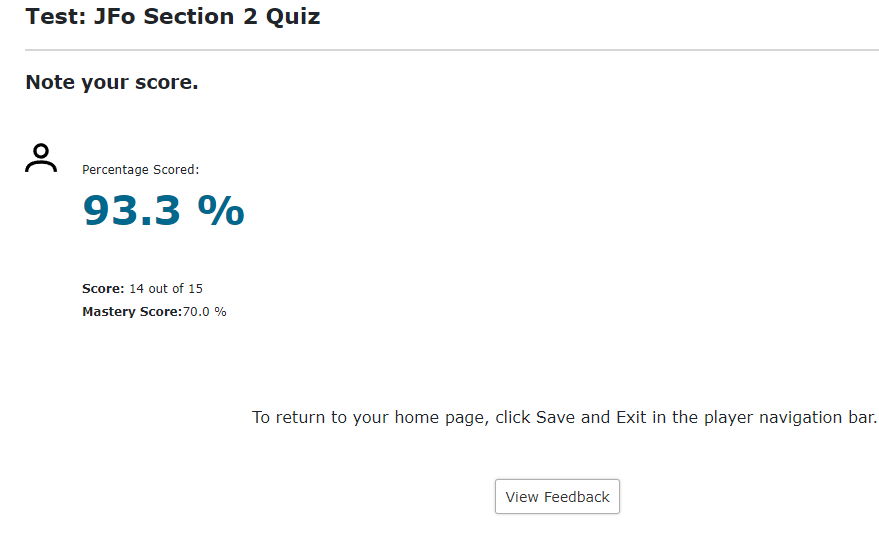 Test: JFo Section 2 Quiz
Note your score.
Percentage Scored:
93.3 %
Score: 14 out of 15
Mastery Score:70.0 %
To return to your home page, click Save and Exit in the player navigation bar.
View Feedback